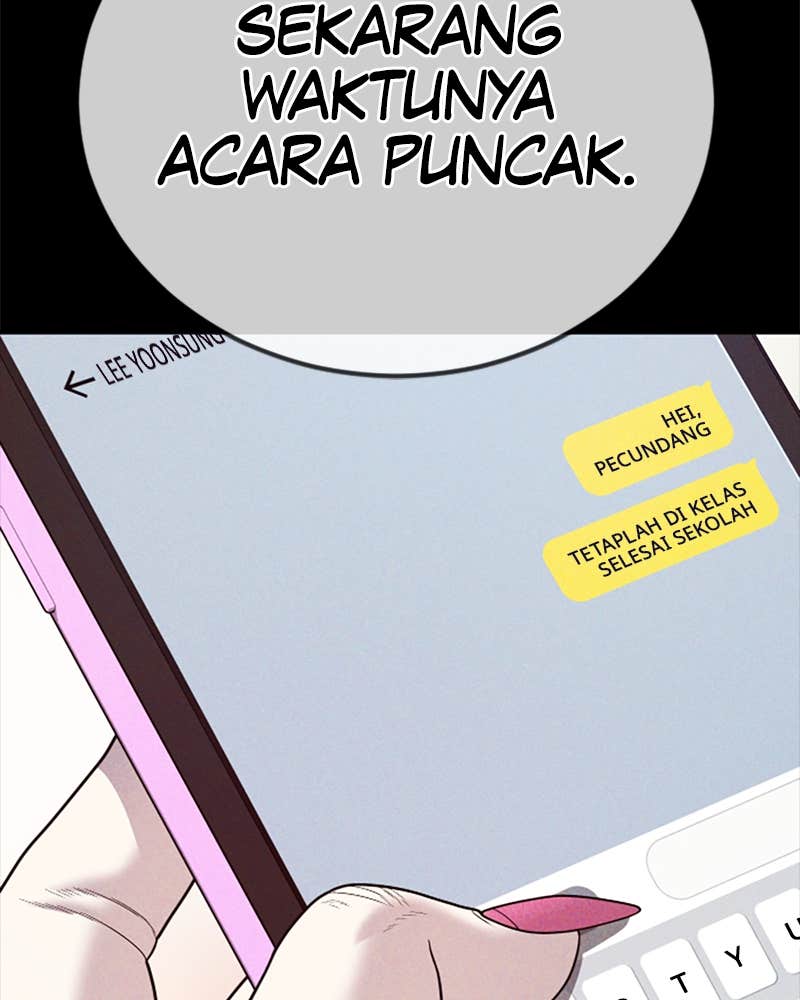 SEKARANG
WAKTUNYA
ACARA PUNCAK.
← LEE YOONSUNG
HEI,
PECUNDANG
TETAPLAH DI KELAS
SELESAI SEKOLAH
T Y U